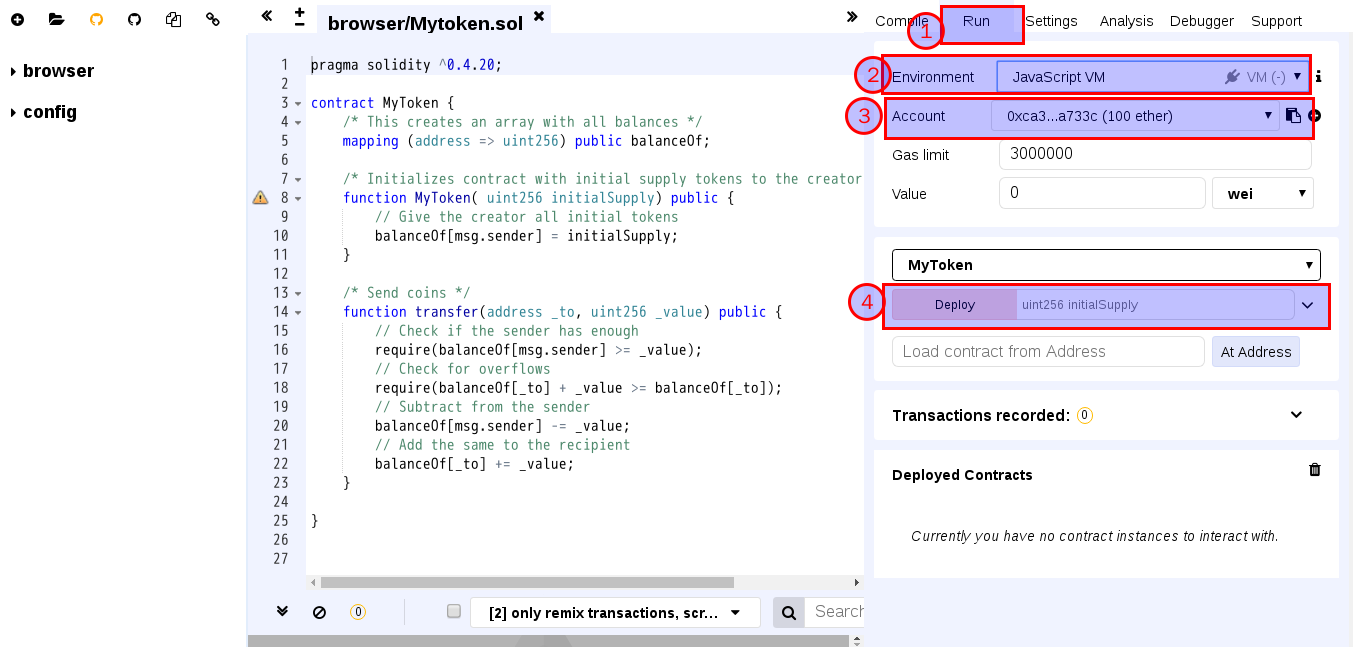 browser/Mytoken.sol
Compile Run Settings Analysis Debugger Support
browser
config
1 pragma solidity ^0.4.20;
2
3 contract MyToken {
4 /* This creates an array with all balances */
5 mapping (address => uint256) public balanceOf;
6
7 /* Initializes contract with initial supply tokens to the creator
8 function MyToken( uint256 initialSupply) public {
9 // Give the creator all initial tokens
10 balanceOf[msg.sender] = initialSupply;
11 }
12
13 /* Send coins */
14 function transfer(address _to, uint256 _value) public {
15 // Check if the sender has enough
16 require(balanceOf[msg.sender] >= _value);
17 // Check for overflows
18 require(balanceOf[_to] + _value >= balanceOf[_to]);
19 // Subtract from the sender
20 balanceOf[msg.sender] -= _value;
21 // Add the same to the recipient
22 balanceOf[_to] += _value;
23 }
24
25 }
26
27
0 [2] only remix transactions, scr... Search
1
2 Environment JavaScript VM VM (-)
3 Account 0xca3...a733c (100 ether)
Gas limit 3000000
Value 0 wei
MyToken
4 Deploy uint256 initialSupply
Load contract from Address At Address
Transactions recorded: 0
Deployed Contracts
Currently you have no contract instances to interact with.